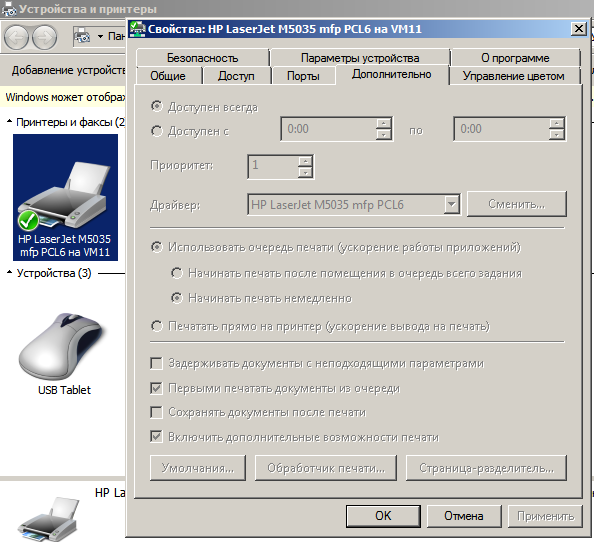 Устройства и принтеры
Пан
Добавление устройств
Windows может отображ
Принтеры и факсы (2
HP LaserJet M5035
mfp PCL6 на VM11
Устройства (3)
USB Tablet
HP La
Свойства: HP LaserJet M5035 mfp PCL6 на VM11
Безопасность
Параметры устройства
О программе
Общие
Доступ
Порты
Дополнительно
Управление цветом
Доступен всегда
Доступен с 0:00 по 0:00
Приоритет: 1
Драйвер: HP LaserJet M5035 mfp PCL6 Сменить...
Использовать очередь печати (ускорение работы приложений)
Начинать печать после помещения в очередь всего задания
Начинать печать немедленно
Печатать прямо на принтер (ускорение вывода на печать)
Задерживать документы с неподходящими параметрами
Первыми печатать документы из очереди
Сохранять документы после печати
Включить дополнительные возможности печати
Умолчания... Обработчик печати... Страница-разделитель...
OK Отмена Применить